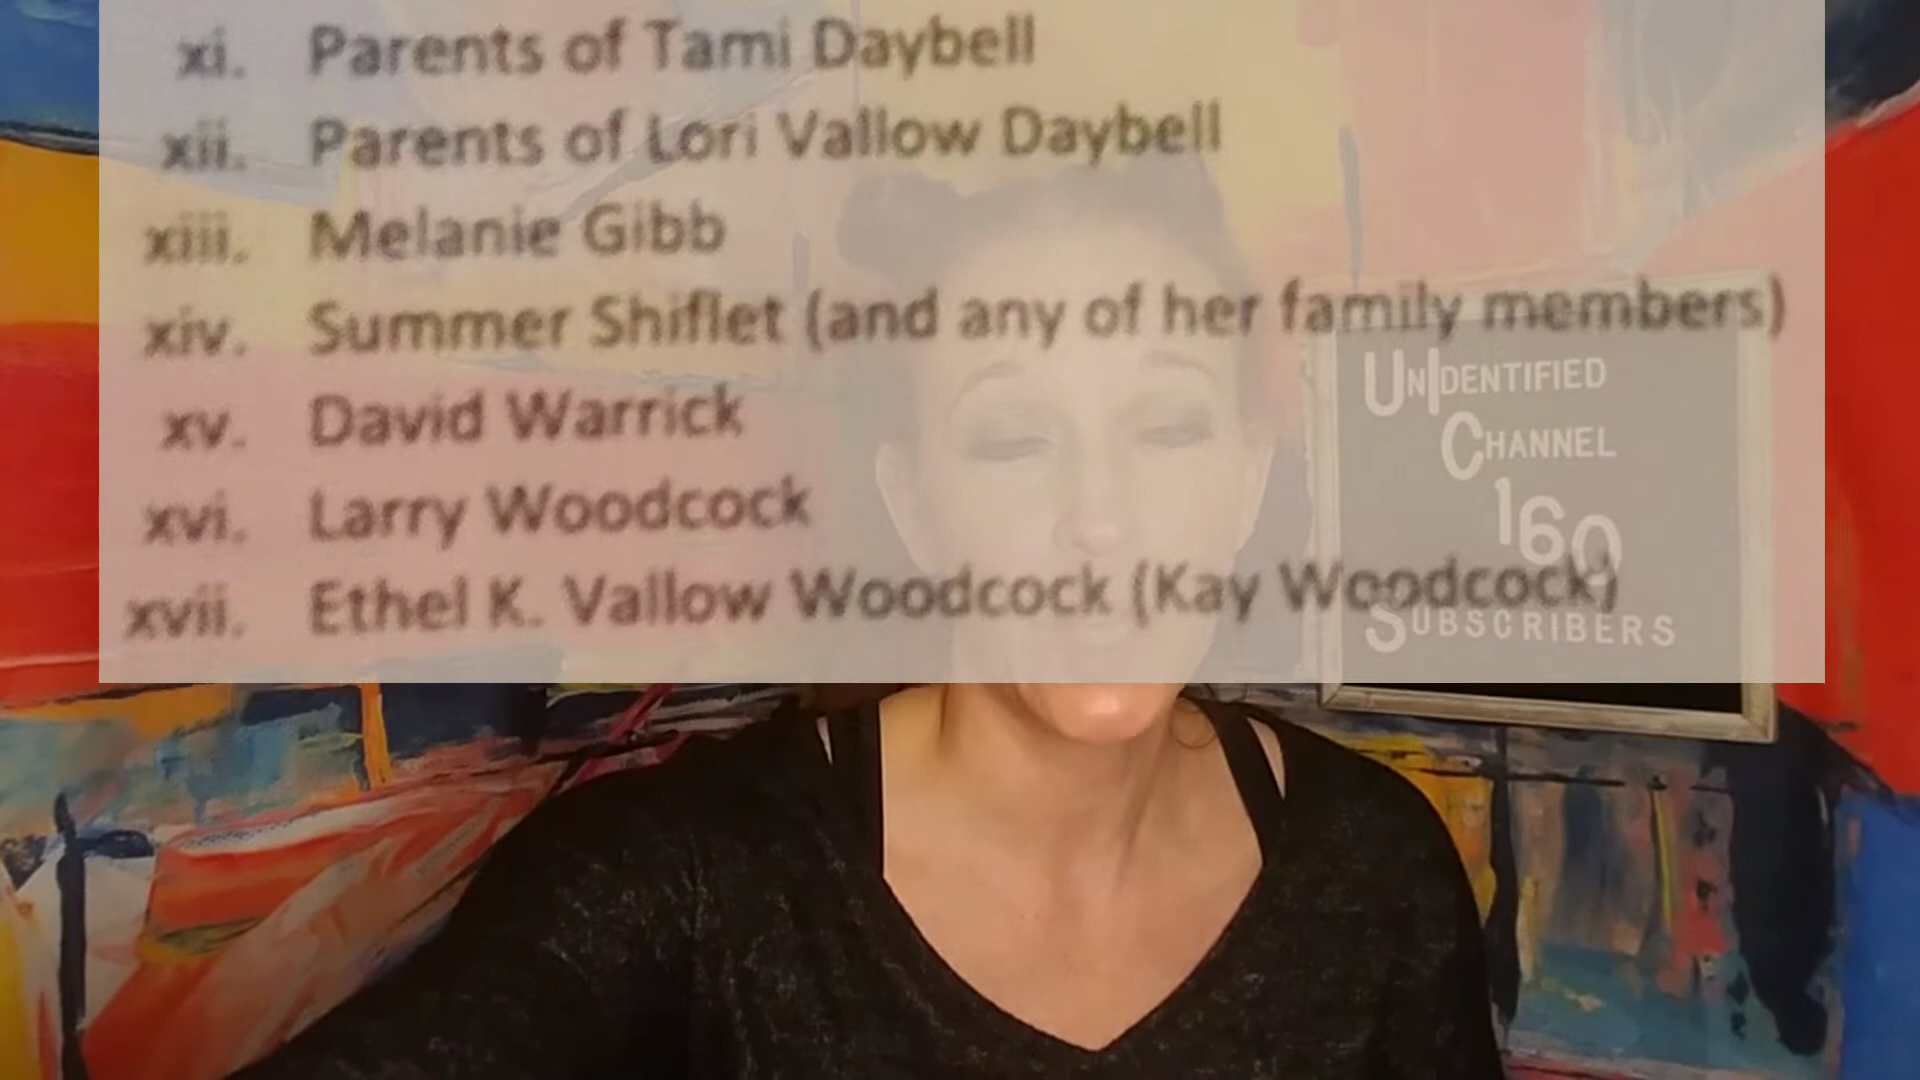 xi. Parents of Tami Daybell
xii. Parents of Lori Vallow Daybell
xiii. Melanie Gibb
xiv. Summer Shiflet (and any of her family members)
xv. David Warrick
xvi. Larry Woodcock
xvii. Ethel K. Vallow Woodcock (Kay Woodcock)
UNIDENTIFIED
CHANNEL
160
SUBSCRIBERS